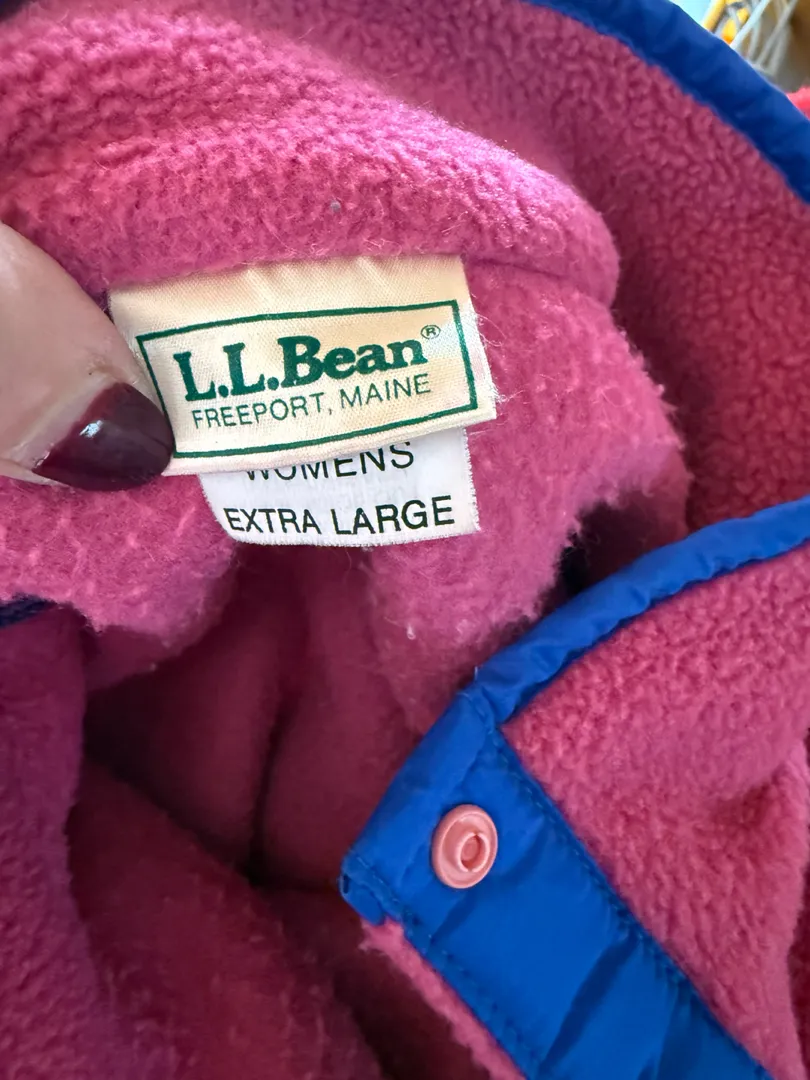 L.L.Bean®
FREEPORT, MAINE
WOMENS
EXTRA LARGE